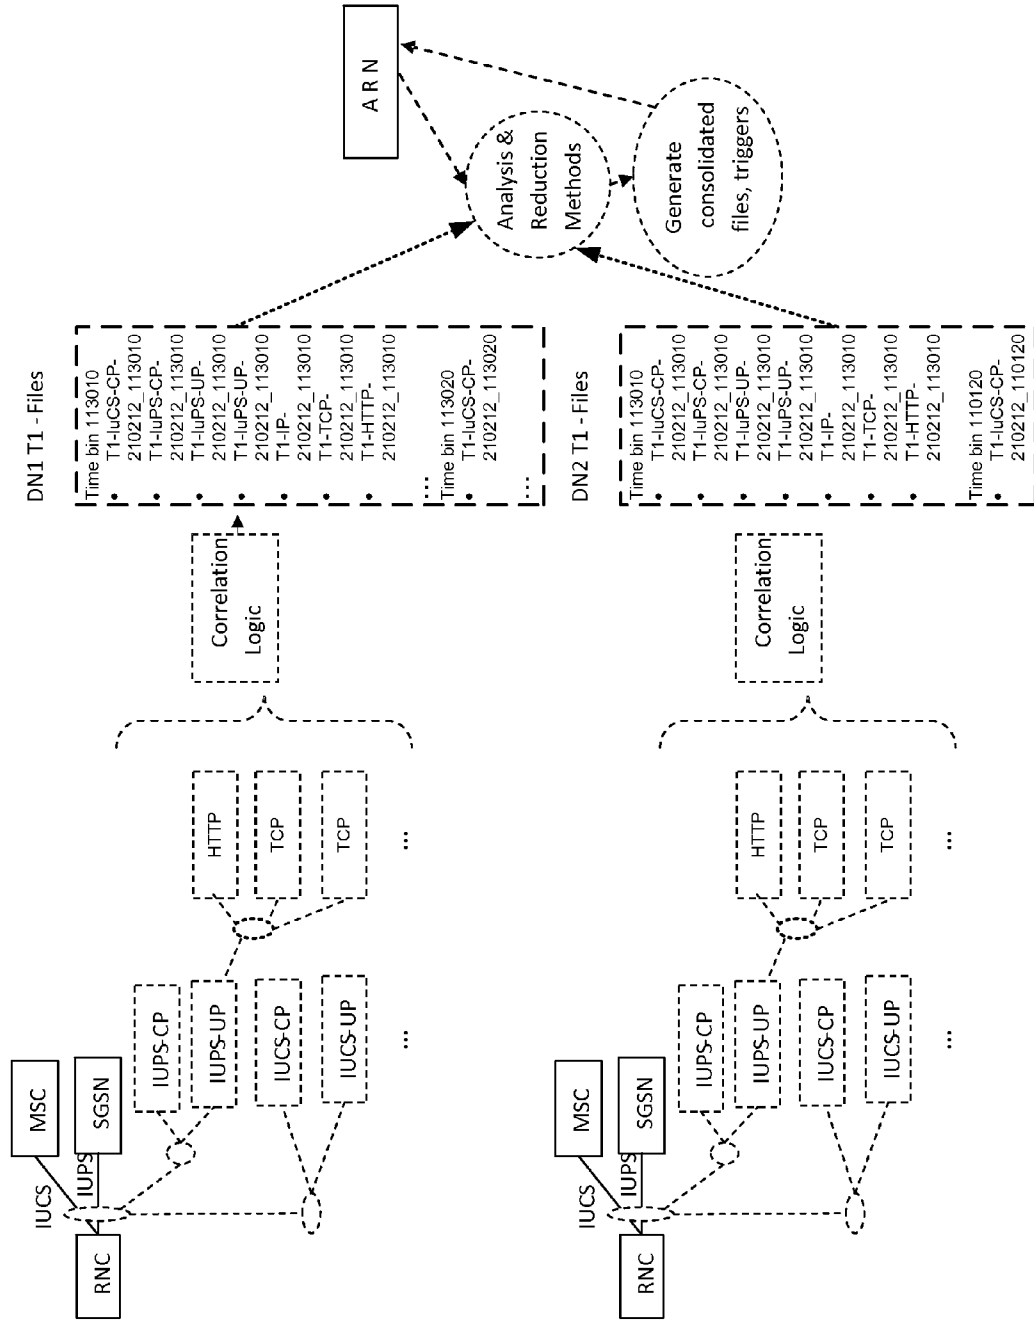 RNC
IUCS
IUPS
MSC
SGSN
IUPS-CP
IUPS-UP
IUCS-CP
IUCS-UP
...
HTTP
TCP
TCP
...
Correlation
Logic
DN1 T1 - Files
Time bin 113010
• T1-IuCS-CP-
210212_113010
• T1-IuPS-CP-
210212_113010
• T1-IuPS-UP-
210212_113010
• T1-IuPS-UP-
210212_113010
• T1-IP-
210212_113010
• T1-TCP-
210212_113010
• T1-HTTP-
210212_113010
....
Time bin 113020
• T1-IuCS-CP-
210212_113020
....
A R N
Analysis &
Reduction
Methods
Generate
consolidated
files, triggers
RNC
IUCS
IUPS
MSC
SGSN
IUPS-CP
IUPS-UP
IUCS-CP
IUCS-UP
...
HTTP
TCP
TCP
...
Correlation
Logic
DN2 T1 - Files
Time bin 113010
• T1-IuCS-CP-
210212_113010
• T1-IuPS-CP-
210212_113010
• T1-IuPS-UP-
210212_113010
• T1-IuPS-UP-
210212_113010
• T1-IP-
210212_113010
• T1-TCP-
210212_113010
• T1-HTTP-
210212_113010
Time bin 110120
• T1-IuCS-CP-
210212_110120